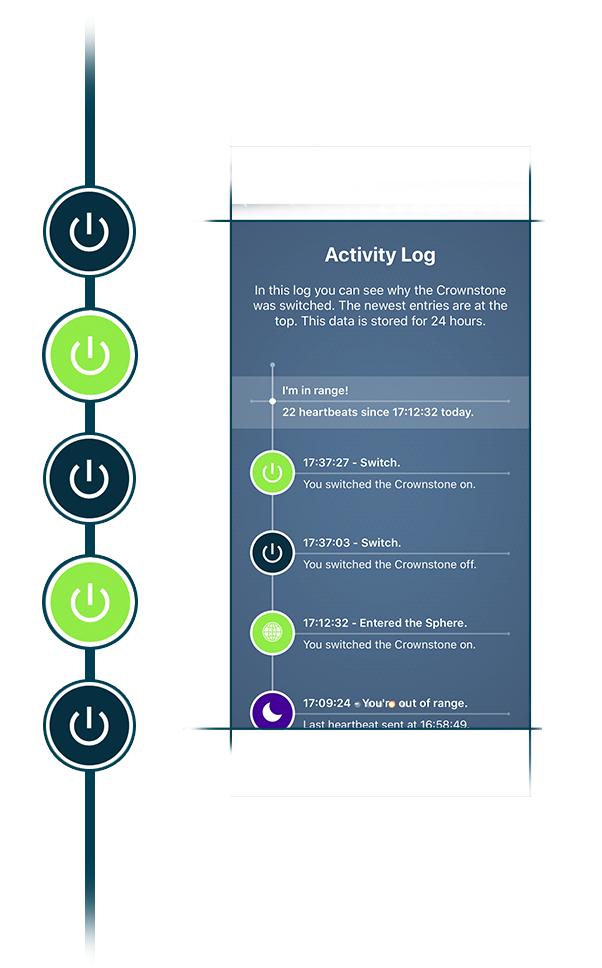 Activity Log
In this log you can see why the Crownstone
was switched. The newest entries are at the
top. This data is stored for 24 hours.
I'm in range!
22 heartbeats since 17:12:32 today.
17:37:27 - Switch.
You switched the Crownstone on.
17:37:03 - Switch.
You switched the Crownstone off.
17:12:32 - Entered the Sphere.
You switched the Crownstone on.
17:09:24 - You're out of range.
Last heartbeat sent at 16:58:49.